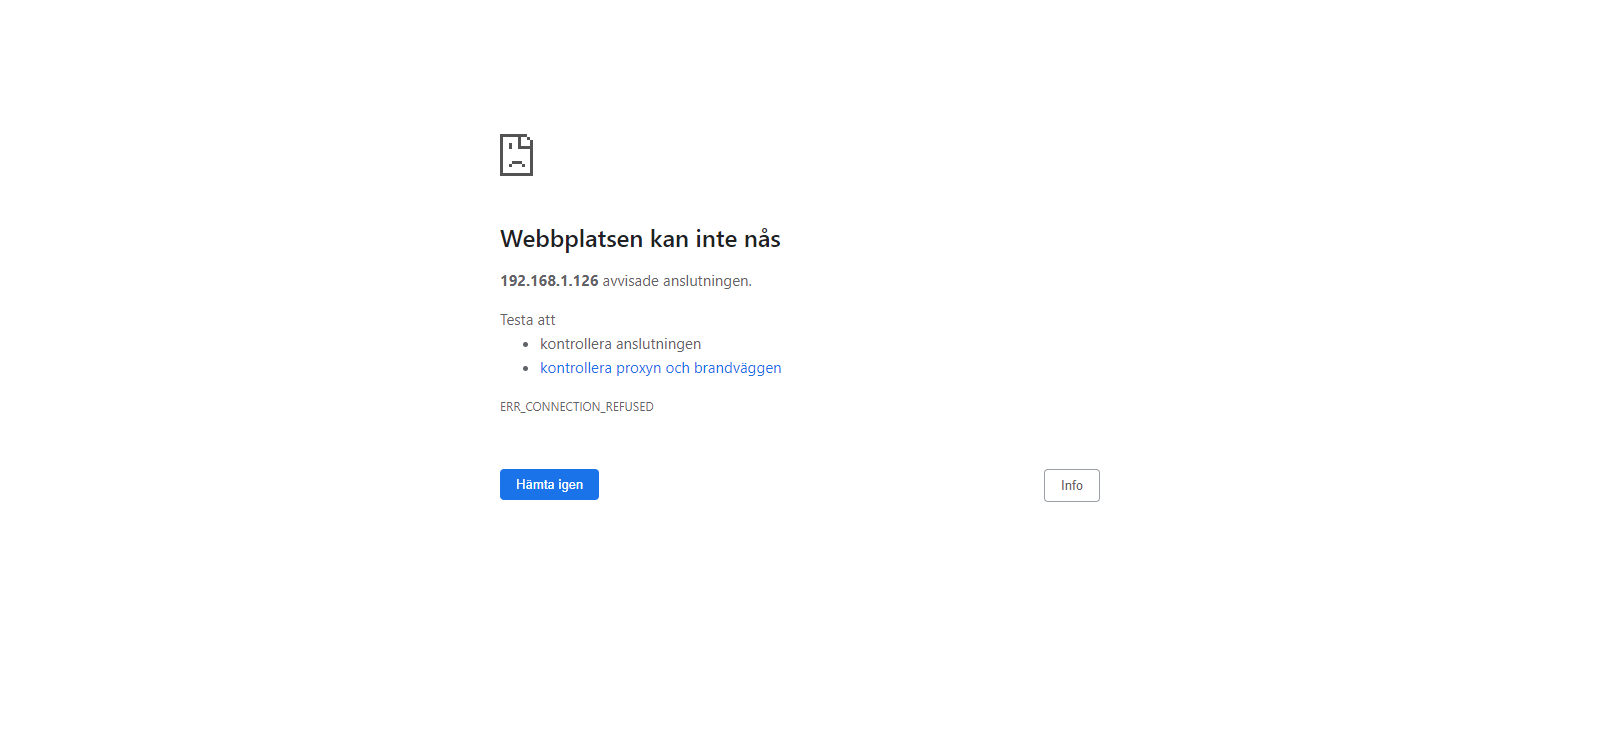 Webbplatsen kan inte nås
192.168.1.126 avvisade anslutningen.
Testa att
kontrollera anslutningen
kontrollera proxyn och brandväggen
ERR_CONNECTION_REFUSED
Hämta igen
Info